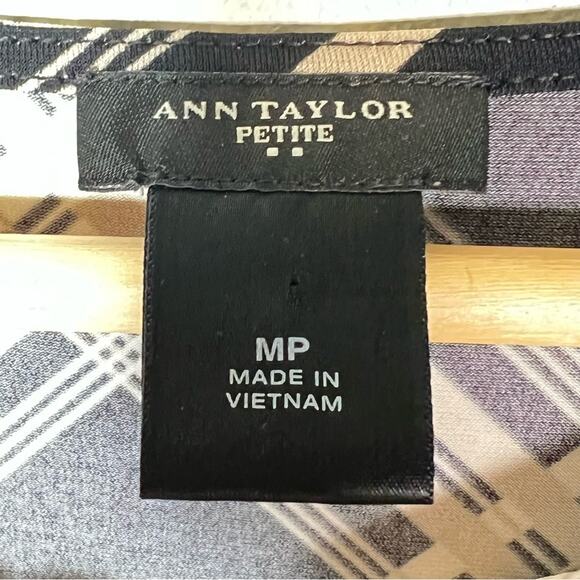 ANN TAYLOR
PETITE
MP
MADE IN
VIETNAM